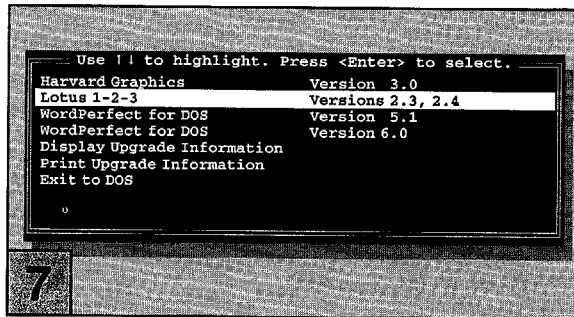 Use ↑↓ to highlight. Press <Enter> to select.
Harvard Graphics Version 3.0
Lotus 1-2-3 Versions 2.3, 2.4
WordPerfect for DOS Version 5.1
WordPerfect for DOS Version 6.0
Display Upgrade Information
Print Upgrade Information
Exit to DOS
7